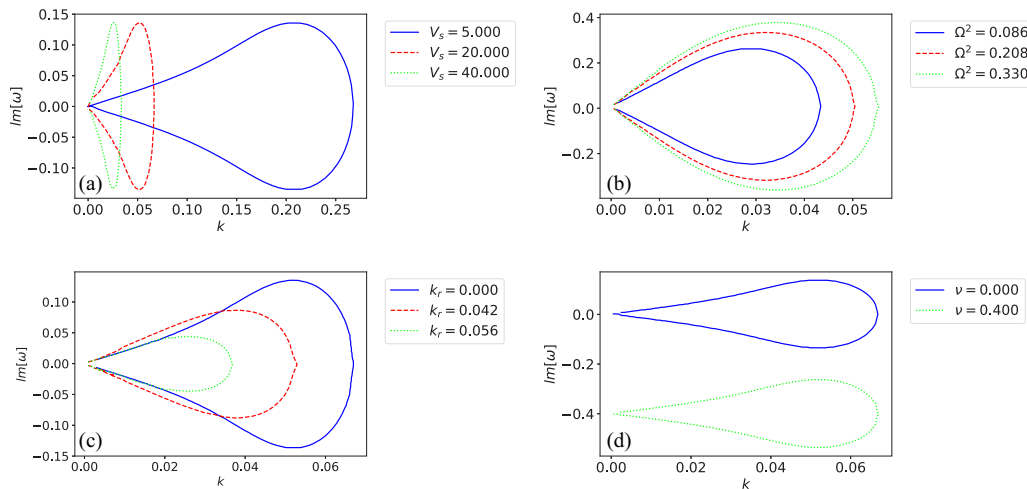 0.15
0.10
0.05
0.00
−0.05
−0.10
Im[ω]
(a)
0.00 0.05 0.10 0.15 0.20 0.25
k
V_s = 5.000
V_s = 20.000
V_s = 40.000
0.4
0.2
0.0
−0.2
Im[ω]
(b)
0.00 0.01 0.02 0.03 0.04 0.05
k
Ω² = 0.086
Ω² = 0.208
Ω² = 0.330
0.10
0.05
0.00
−0.05
−0.10
−0.15
Im[ω]
(c)
0.00 0.02 0.04 0.06
k
k_r = 0.000
k_r = 0.042
k_r = 0.056
0.0
−0.2
−0.4
Im[ω]
(d)
0.00 0.02 0.04 0.06
k
ν = 0.000
ν = 0.400